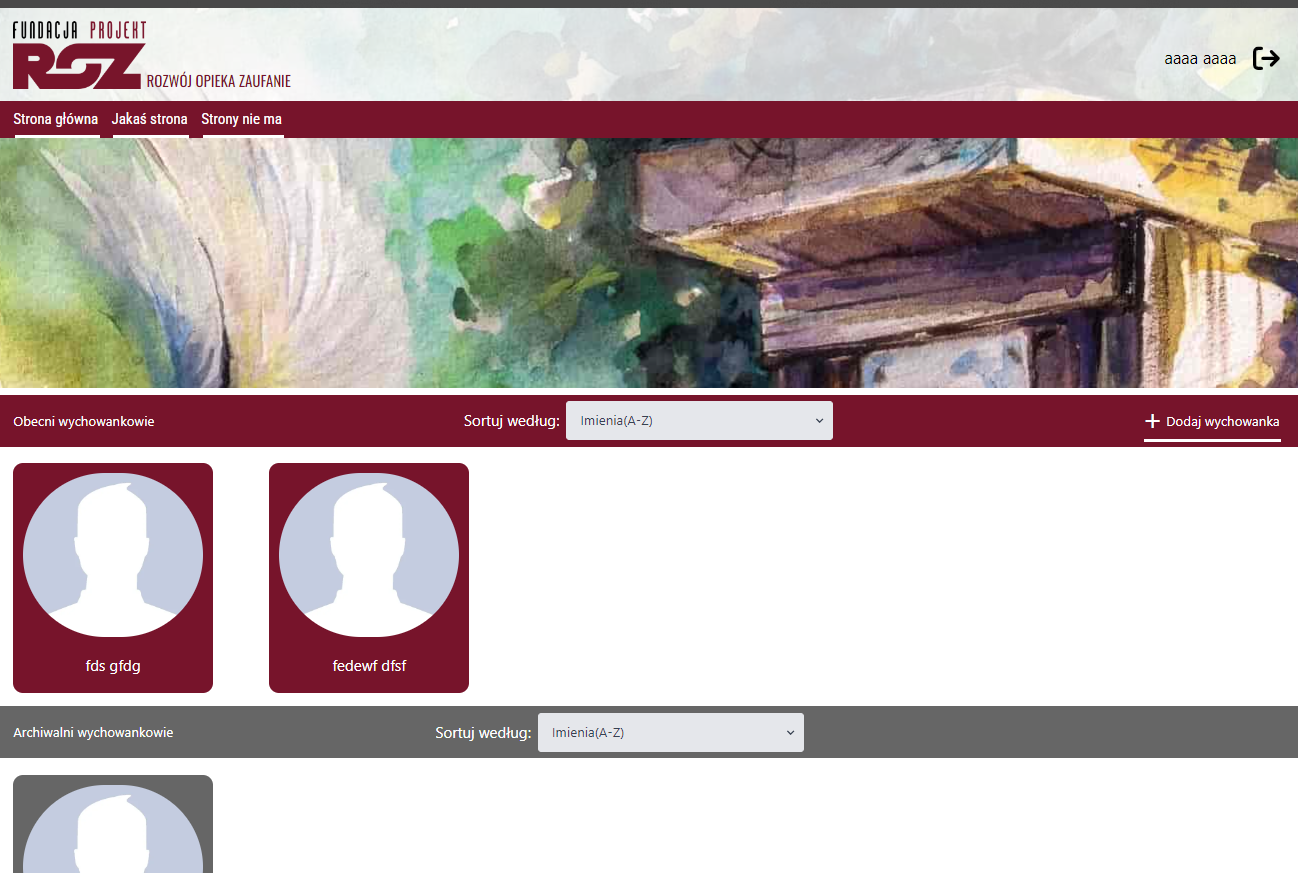 FUNDACJA PROJEKT
ROZ ROZWÓJ OPIEKA ZAUFANIE
aaaa aaaa
Strona główna Jakaś strona Strony nie ma
Obecni wychowankowie Sortuj według: Imienia(A-Z) + Dodaj wychowanka
fds gfdg fedewf dfsf
Archiwalni wychowankowie Sortuj według: Imienia(A-Z)